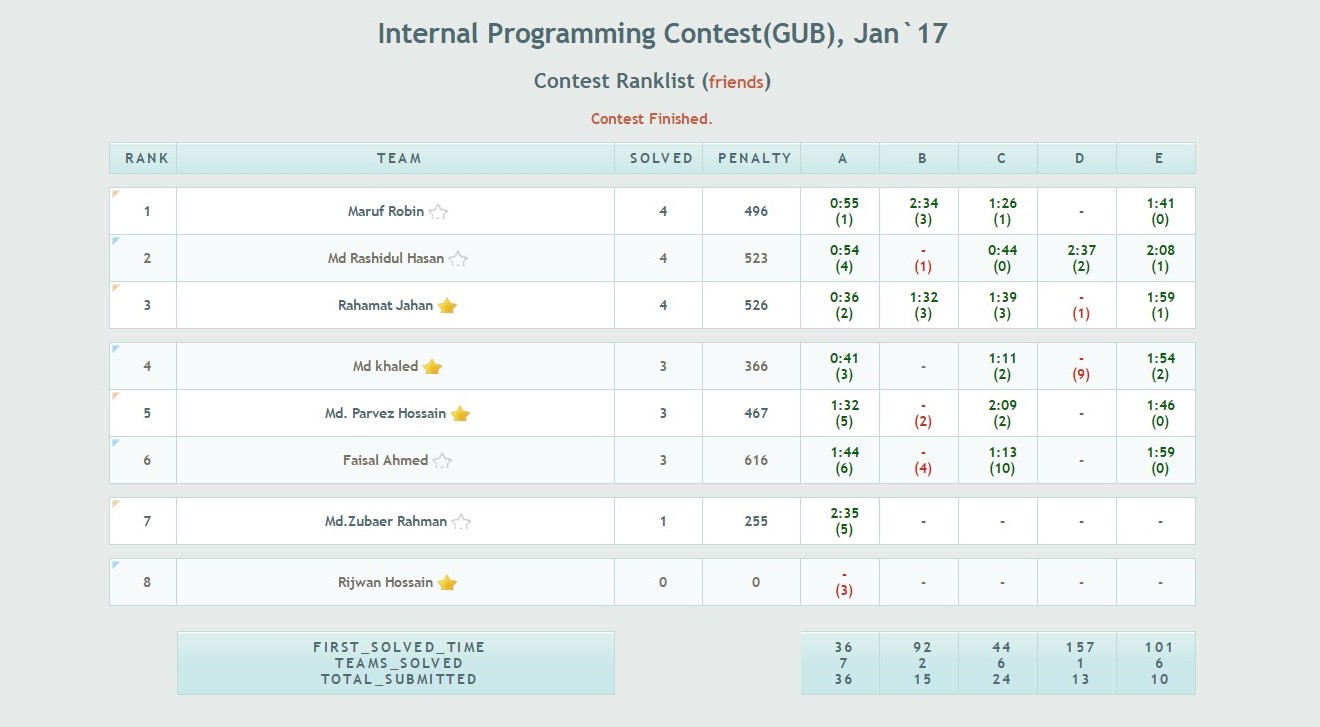 Internal Programming Contest(GUB), Jan`17
Contest Ranklist (friends)
Contest Finished.
RANK TEAM SOLVED PENALTY A B C D E
1 Maruf Robin 4 496 0:55 (1) 2:34 (3) 1:26 (1) - 1:41 (0)
2 Md Rashidul Hasan 4 523 0:54 (4) - (1) 0:44 (0) 2:37 (2) 2:08 (1)
3 Rahamat Jahan 4 526 0:36 (2) 1:32 (3) 1:39 (3) - (1) 1:59 (1)
4 Md khaled 3 366 0:41 (3) - 1:11 (2) - (9) 1:54 (2)
5 Md. Parvez Hossain 3 467 1:32 (5) - (2) 2:09 (2) - 1:46 (0)
6 Faisal Ahmed 3 616 1:44 (6) - (4) 1:13 (10) - 1:59 (0)
7 Md.Zubaer Rahman 1 255 2:35 (5) - - - -
8 Rijwan Hossain 0 0 - (3) - - - -
FIRST_SOLVED_TIME 36 92 44 157 101
TEAMS_SOLVED 7 2 6 1 6
TOTAL_SUBMITTED 36 15 24 13 10